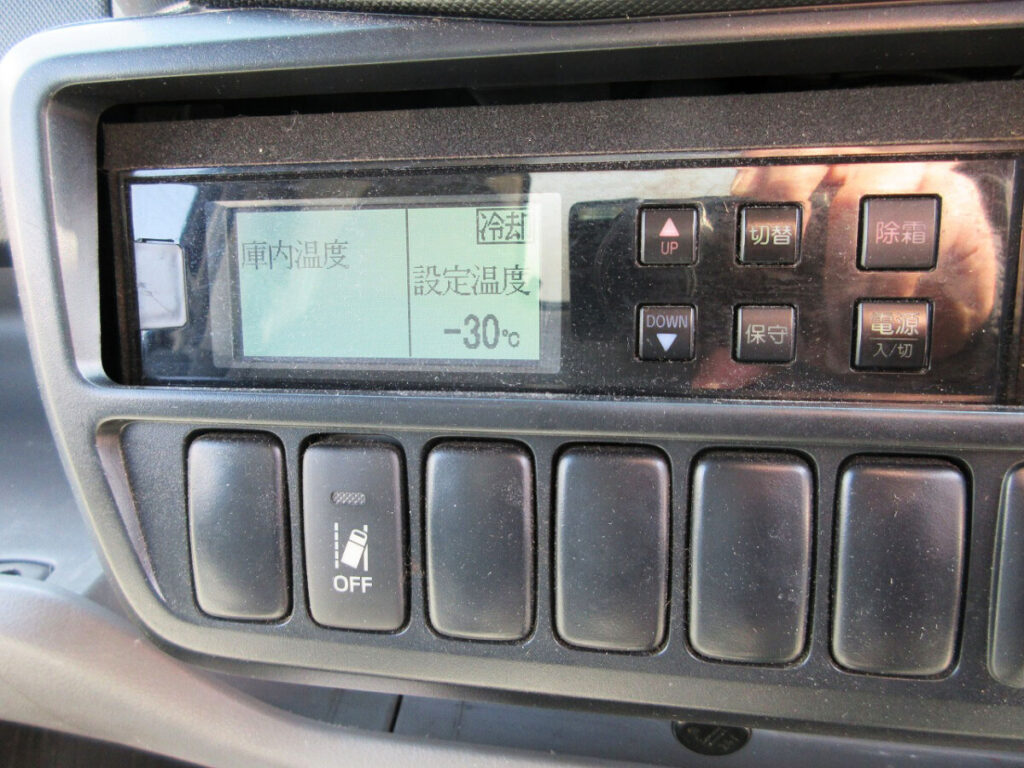 庫内温度
冷却
設定温度
-30℃
UP
切替
除霜
DOWN
保守
電源
入/切
OFF